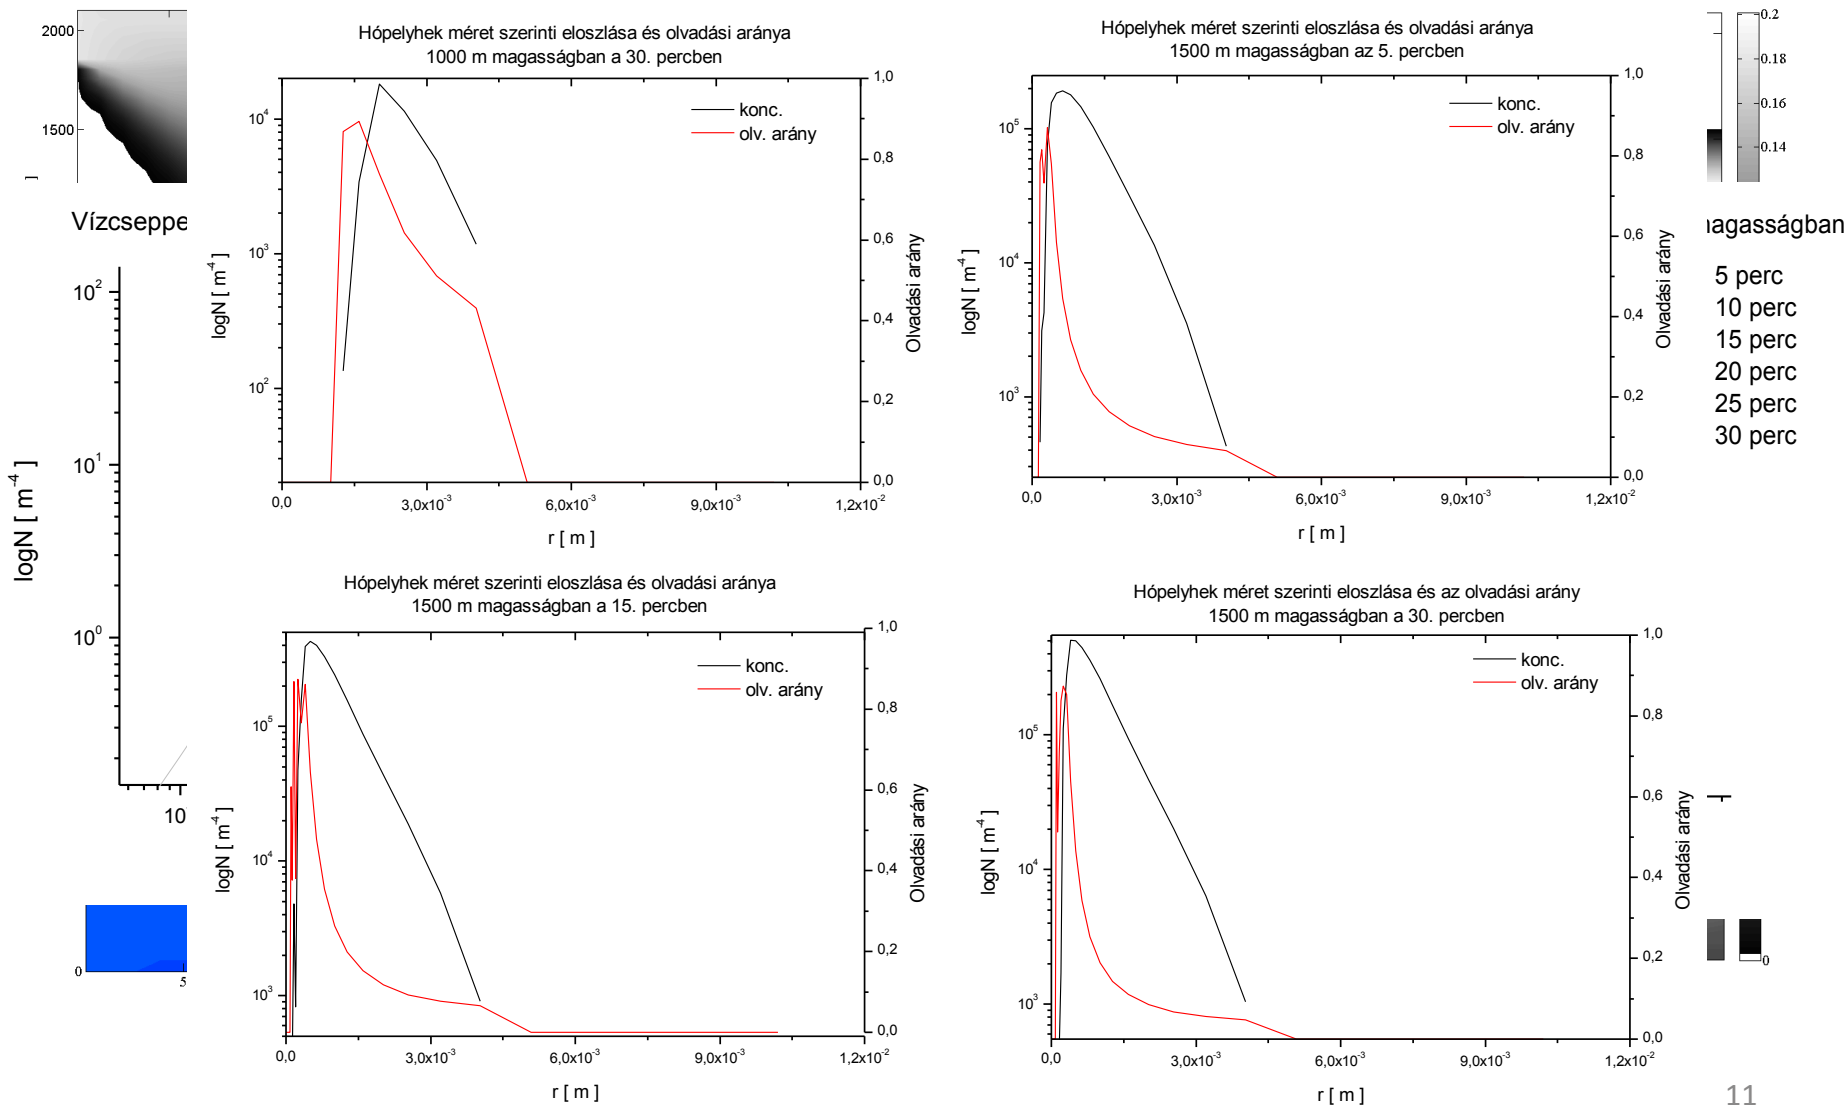 2000
1500
]
Vízcseppe
10²
10¹
10⁰
logN [ m⁻⁴ ]
10
0
5
Hópelyhek méret szerinti eloszlása és olvadási aránya
1000 m magasságban a 30. percben
konc.
olv. arány
10⁴
10³
10²
logN [ m⁻⁴ ]
1,0
0,8
0,6
0,4
0,2
0,0
Olvadási arány
0,0
3,0x10⁻³
6,0x10⁻³
9,0x10⁻³
1,2x10⁻²
r [ m ]
Hópelyhek méret szerinti eloszlása és olvadási aránya
1500 m magasságban az 5. percben
konc.
olv. arány
10⁵
10⁴
10³
logN [ m⁻⁴ ]
1,0
0,8
0,6
0,4
0,2
0,0
Olvadási arány
0,0
3,0x10⁻³
6,0x10⁻³
9,0x10⁻³
1,2x10⁻²
r [ m ]
0.2
0.18
0.16
0.14
agasságban
5 perc
10 perc
15 perc
20 perc
25 perc
30 perc
Hópelyhek méret szerinti eloszlása és olvadási aránya
1500 m magasságban a 15. percben
konc.
olv. arány
10⁵
10⁴
10³
logN [ m⁻⁴ ]
1,0
0,8
0,6
0,4
0,2
0,0
Olvadási arány
0,0
3,0x10⁻³
6,0x10⁻³
9,0x10⁻³
1,2x10⁻²
r [ m ]
Hópelyhek méret szerinti eloszlása és az olvadási arány
1500 m magasságban a 30. percben
konc.
olv. arány
10⁵
10⁴
10³
logN [ m⁻⁴ ]
1,0
0,8
0,6
0,4
0,2
0,0
Olvadási arány
0,0
3,0x10⁻³
6,0x10⁻³
9,0x10⁻³
1,2x10⁻²
r [ m ]
0
11